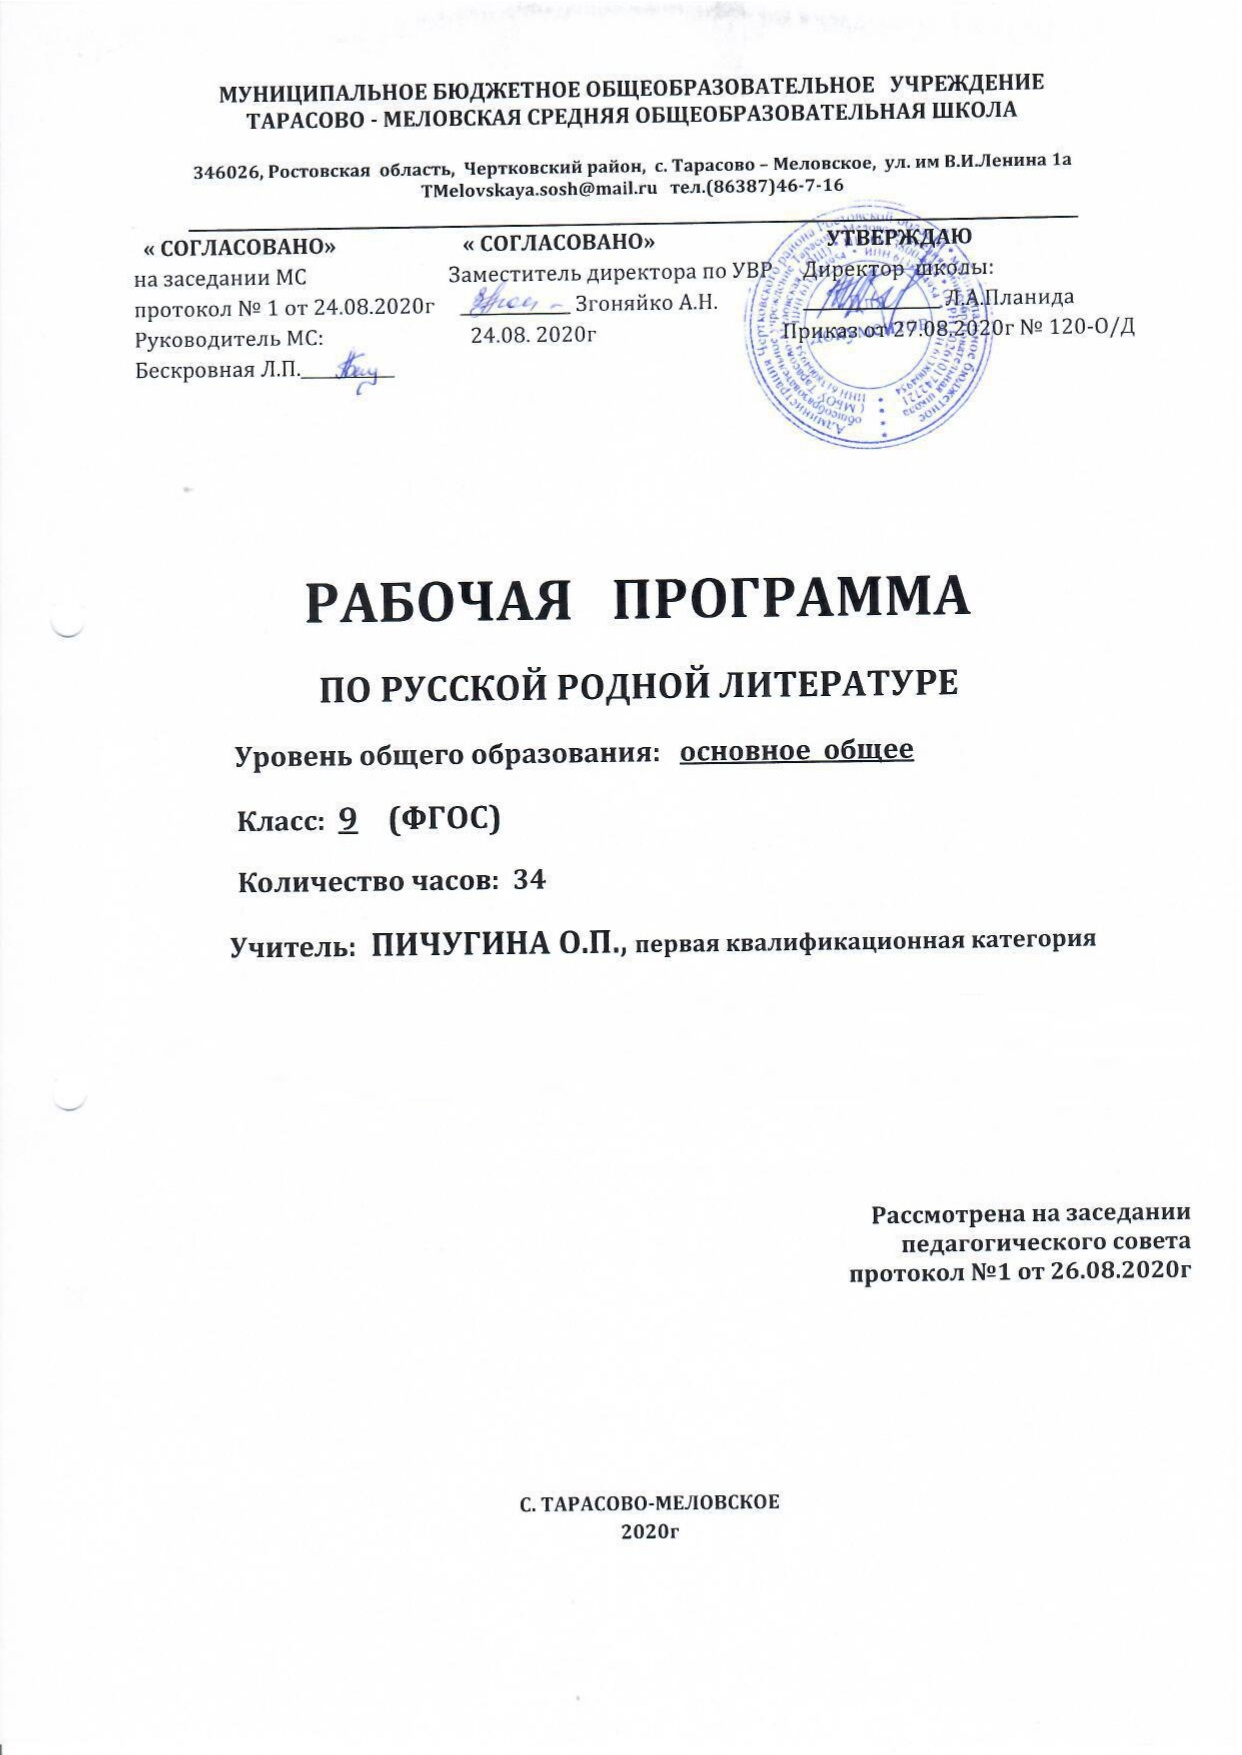 МУНИЦИПАЛЬНОЕ БЮДЖЕТНОЕ ОБЩЕОБРАЗОВАТЕЛЬНОЕ УЧРЕЖДЕНИЕ
ТАРАСОВО - МЕЛОВСКАЯ СРЕДНЯЯ ОБЩЕОБРАЗОВАТЕЛЬНАЯ ШКОЛА
346026, Ростовская область, Чертковский район, с. Тарасово – Меловское, ул. им В.И.Ленина 1а
TMelovskaya.sosh@mail.ru тел.(86387)46-7-16
« СОГЛАСОВАНО»
на заседании МС
протокол № 1 от 24.08.2020г
Руководитель МС:
Бескровная Л.П.
« СОГЛАСОВАНО»
Заместитель директора по УВР
Згоняйко А.Н.
24.08. 2020г
УТВЕРЖДАЮ
Директор школы:
Л.А.Планида
Приказ от 27.08.2020г № 120-О/Д
РАБОЧАЯ ПРОГРАММА
ПО РУССКОЙ РОДНОЙ ЛИТЕРАТУРЕ
Уровень общего образования: основное общее
Класс: 9 (ФГОС)
Количество часов: 34
Учитель: ПИЧУГИНА О.П., первая квалификационная категория
Рассмотрена на заседании
педагогического совета
протокол №1 от 26.08.2020г
С. ТАРАСОВО-МЕЛОВСКОЕ
2020г